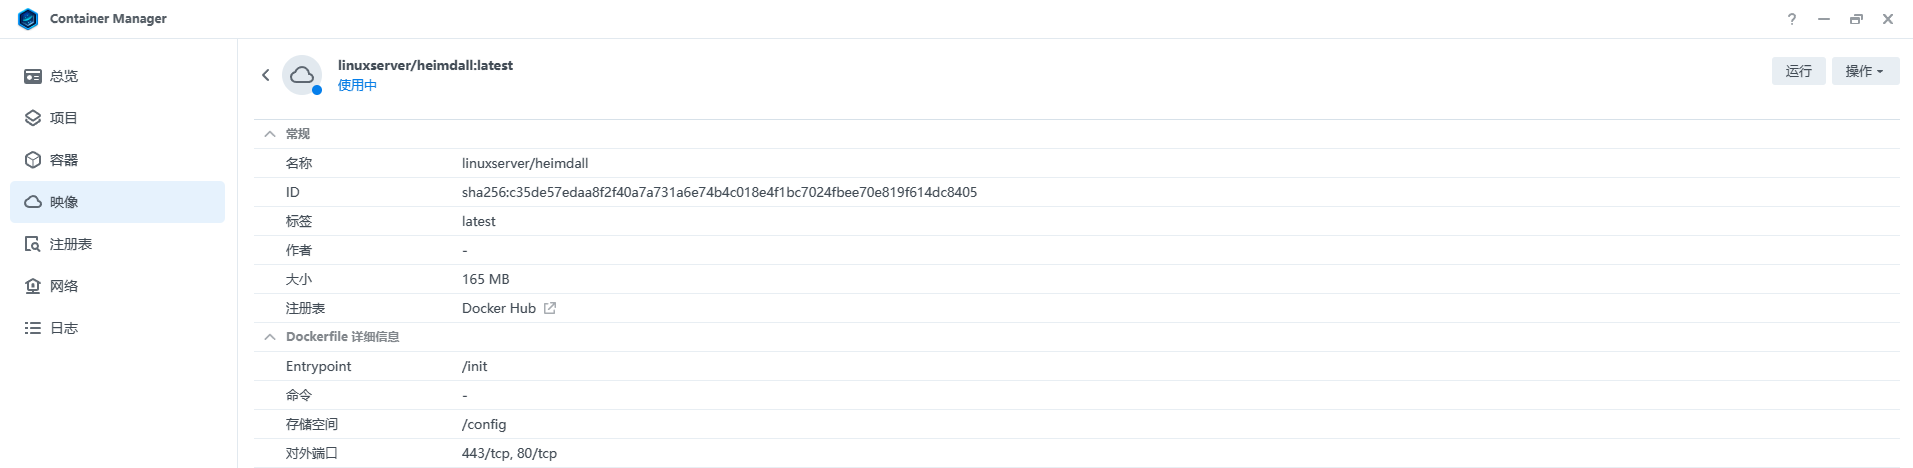 Container Manager
总览
项目
容器
映像
注册表
网络
日志
linuxserver/heimdall:latest
使用中
运行
操作
常规
名称 linuxserver/heimdall
ID sha256:c35de57edaa8f2f40a7a731a6e74b4c018e4f1bc7024fbee70e819f614dc8405
标签 latest
作者 -
大小 165 MB
注册表 Docker Hub
Dockerfile 详细信息
Entrypoint /init
命令 -
存储空间 /config
对外端口 443/tcp, 80/tcp